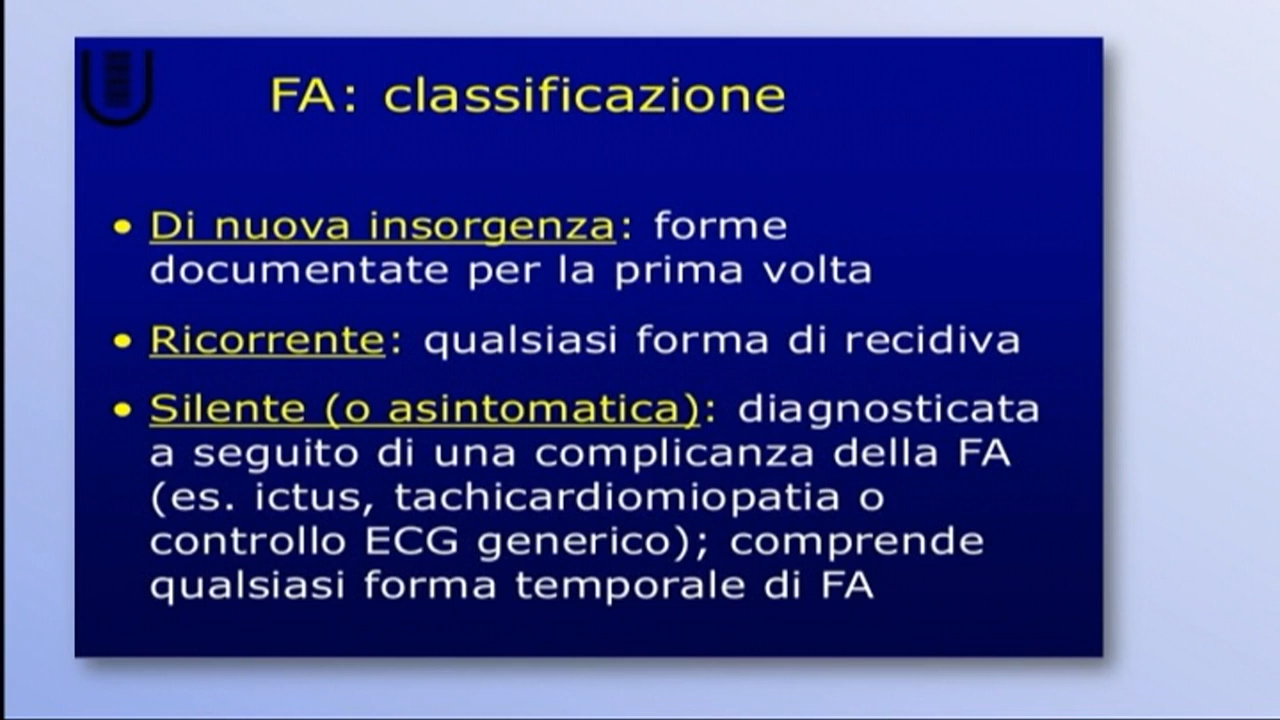 FA: classificazione
• Di nuova insorgenza: forme
documentate per la prima volta
• Ricorrente: qualsiasi forma di recidiva
• Silente (o asintomatica): diagnosticata
a seguito di una complicanza della FA
(es. ictus, tachicardiomiopatia o
controllo ECG generico); comprende
qualsiasi forma temporale di FA